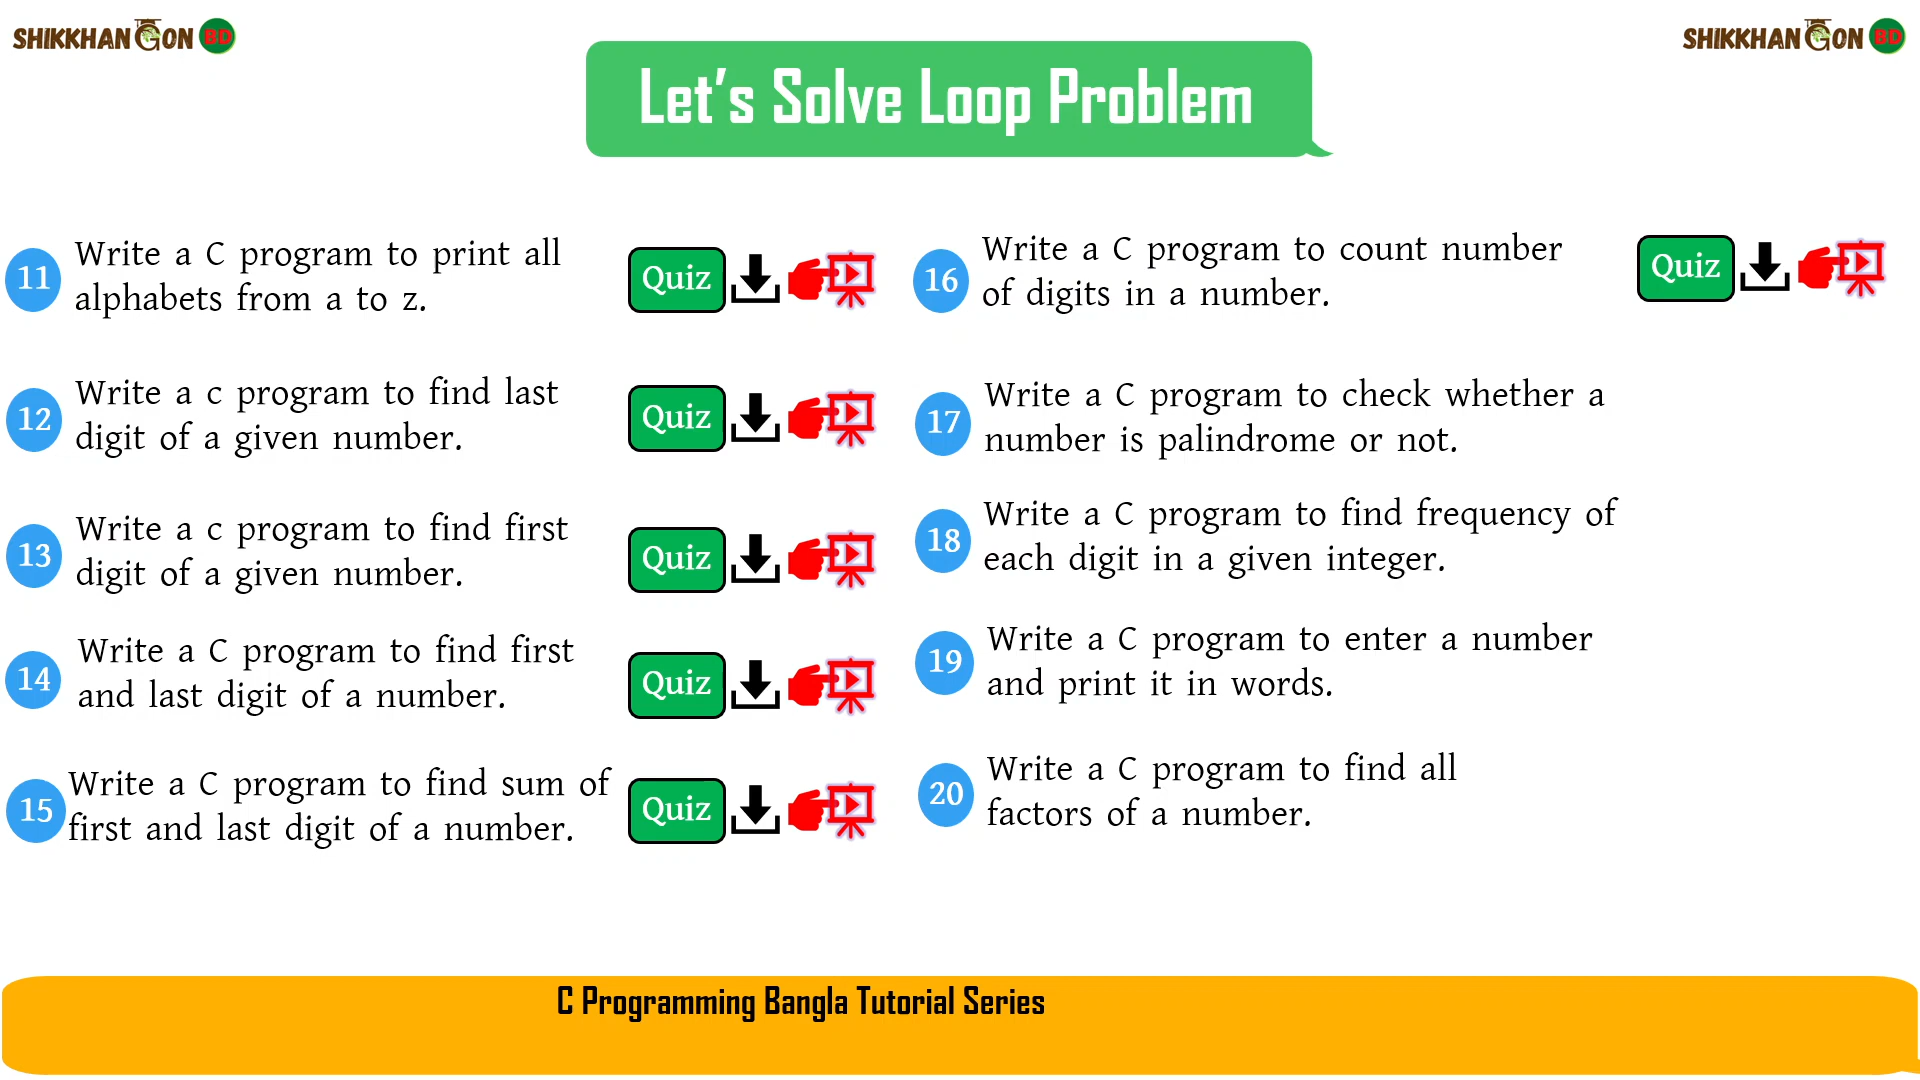 SHIKKHANGON BD
SHIKKHANGON BD
Let's Solve Loop Problem
11
Write a C program to print all
alphabets from a to z.
Quiz
12
Write a c program to find last
digit of a given number.
Quiz
13
Write a c program to find first
digit of a given number.
Quiz
14
Write a C program to find first
and last digit of a number.
Quiz
15
Write a C program to find sum of
first and last digit of a number.
Quiz
16
Write a C program to count number
of digits in a number.
Quiz
17
Write a C program to check whether a
number is palindrome or not.
18
Write a C program to find frequency of
each digit in a given integer.
19
Write a C program to enter a number
and print it in words.
20
Write a C program to find all
factors of a number.
C Programming Bangla Tutorial Series